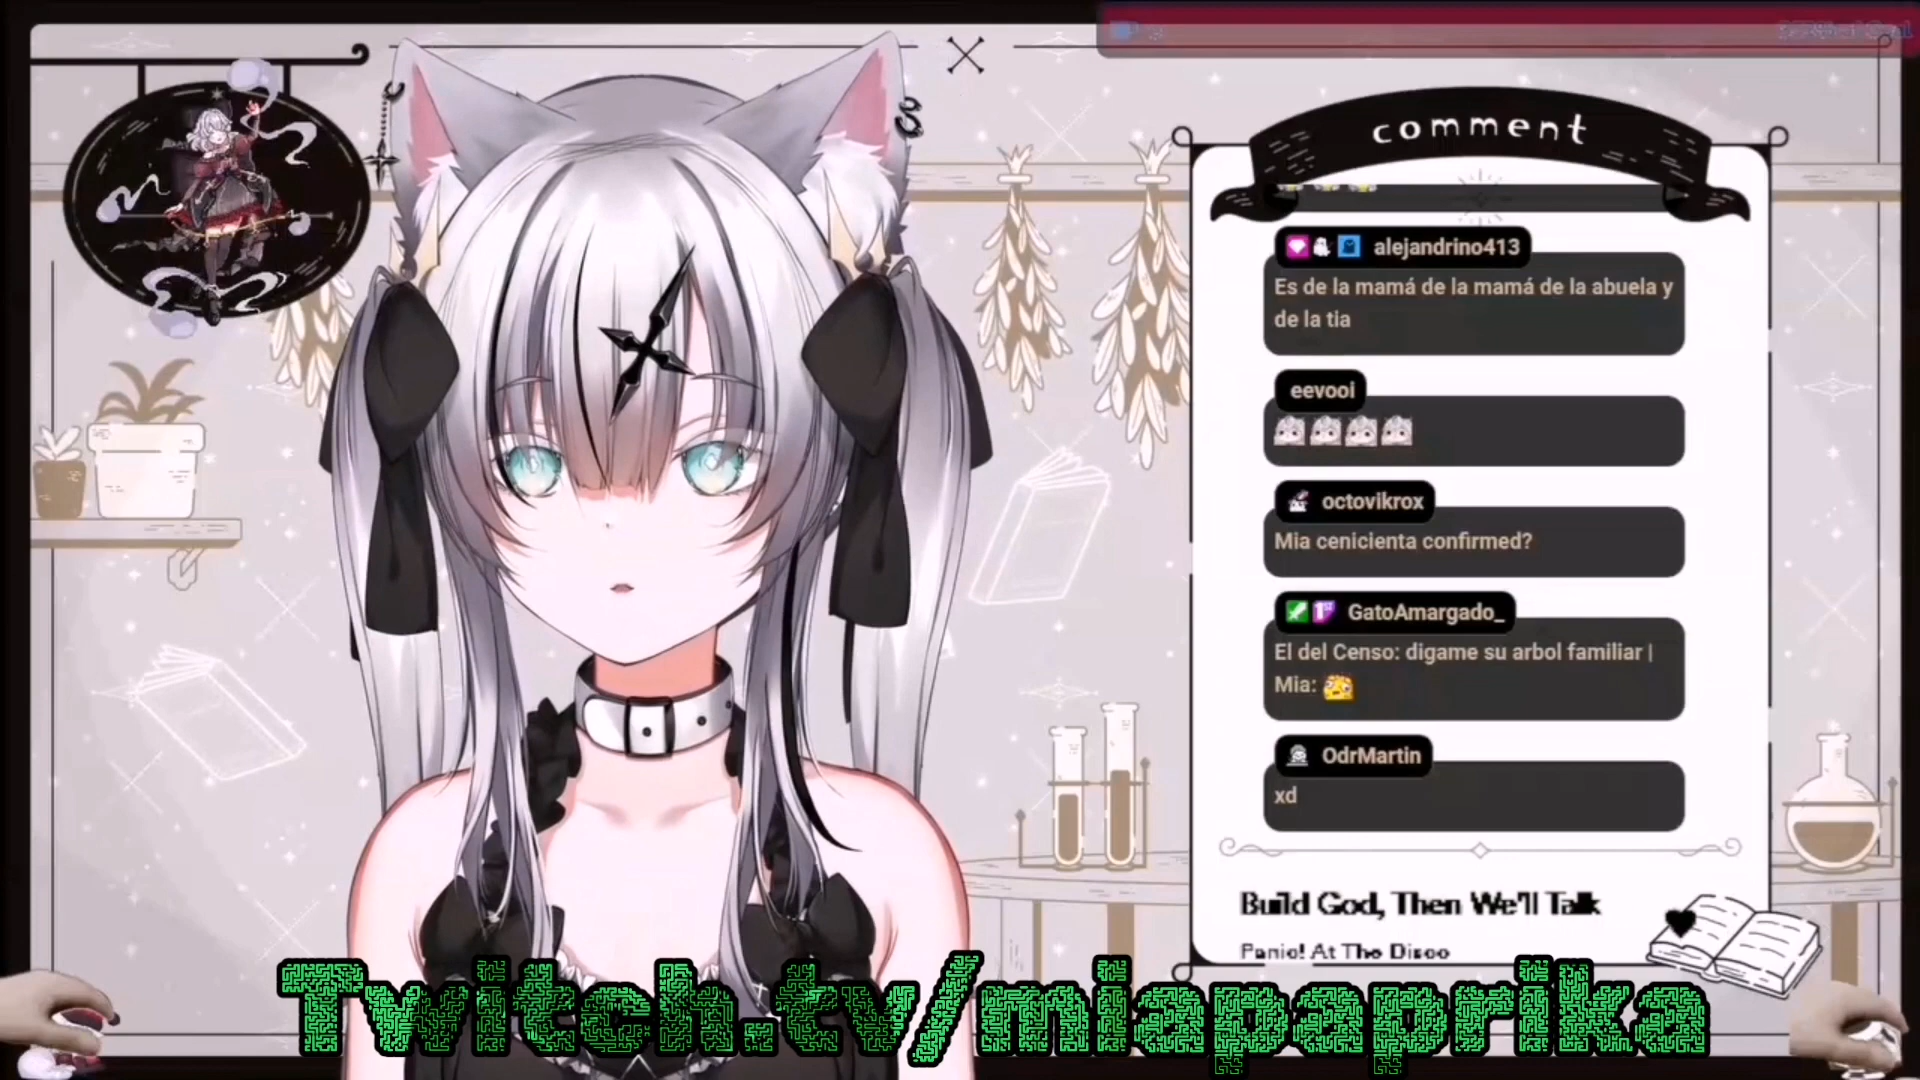 comment
alejandrino413
Es de la mamá de la mamá de la abuela y
de la tia
eevooi
octovikrox
Mia cenicienta confirmed?
GatoAmargado_
El del Censo: digame su arbol familiar |
Mia:
OdrMartin
xd
Build God, Then We'll Talk
Panic! At The Disco
Twitch.tv/miapaprika